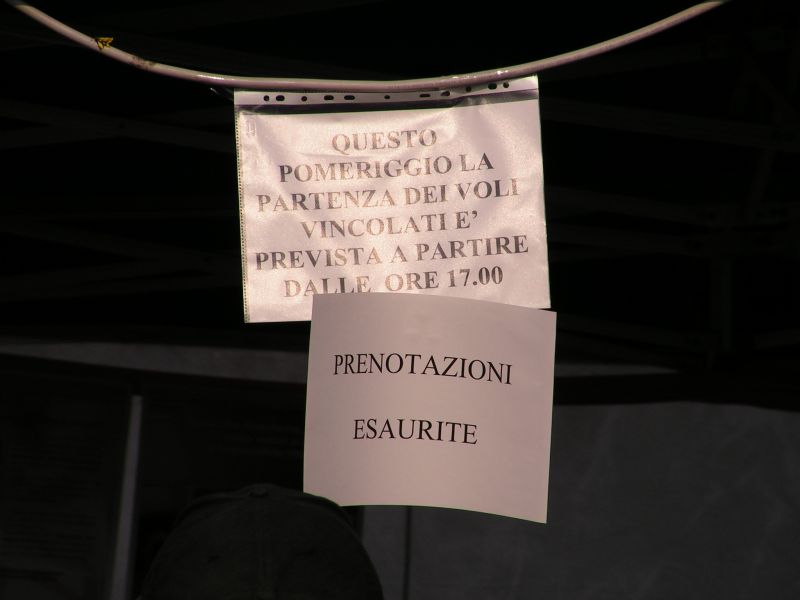 QUESTO
POMERIGGIO LA
PARTENZA DEI VOLI
VINCOLATI E'
PREVISTA A PARTIRE
DALLE ORE 17.00
PRENOTAZIONI
ESAURITE